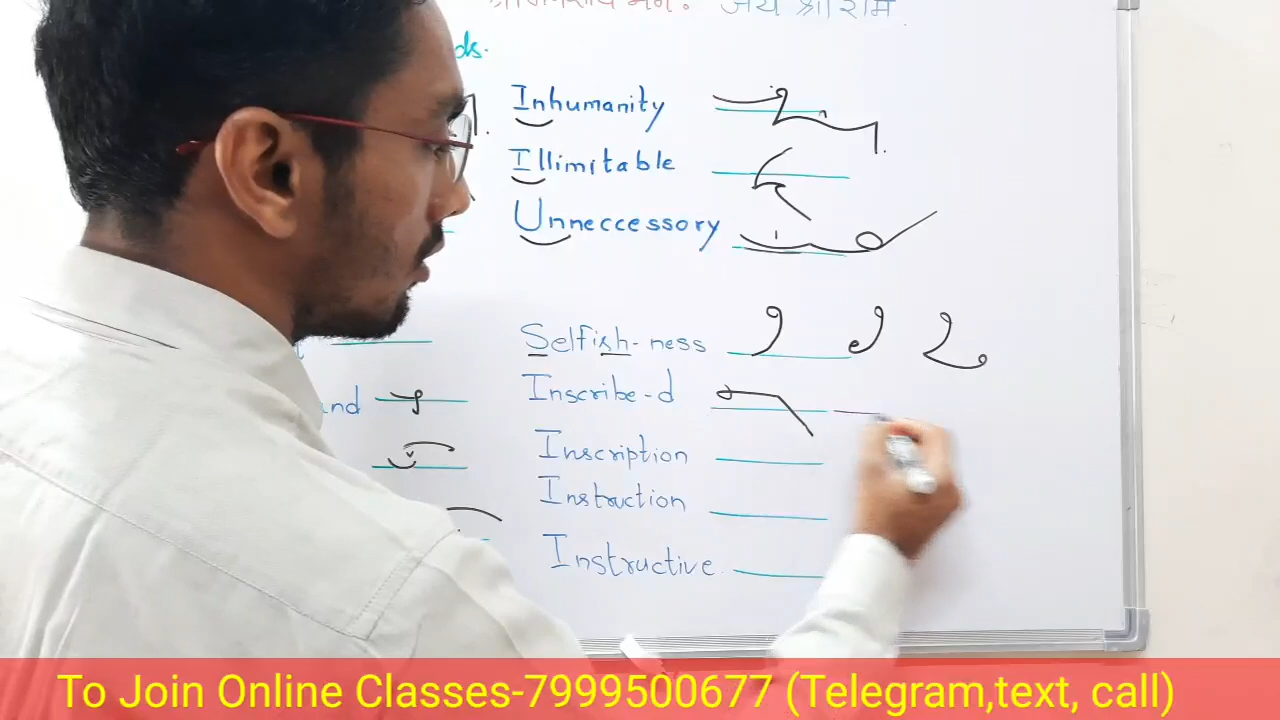 जय श्री राम
ds.
Inhumanity
Illimitable
Unneccessory
Selfish-ness
Inscribe-d
and
Inscription
Instruction
Instructive
To Join Online Classes-7999500677 (Telegram,text, call)